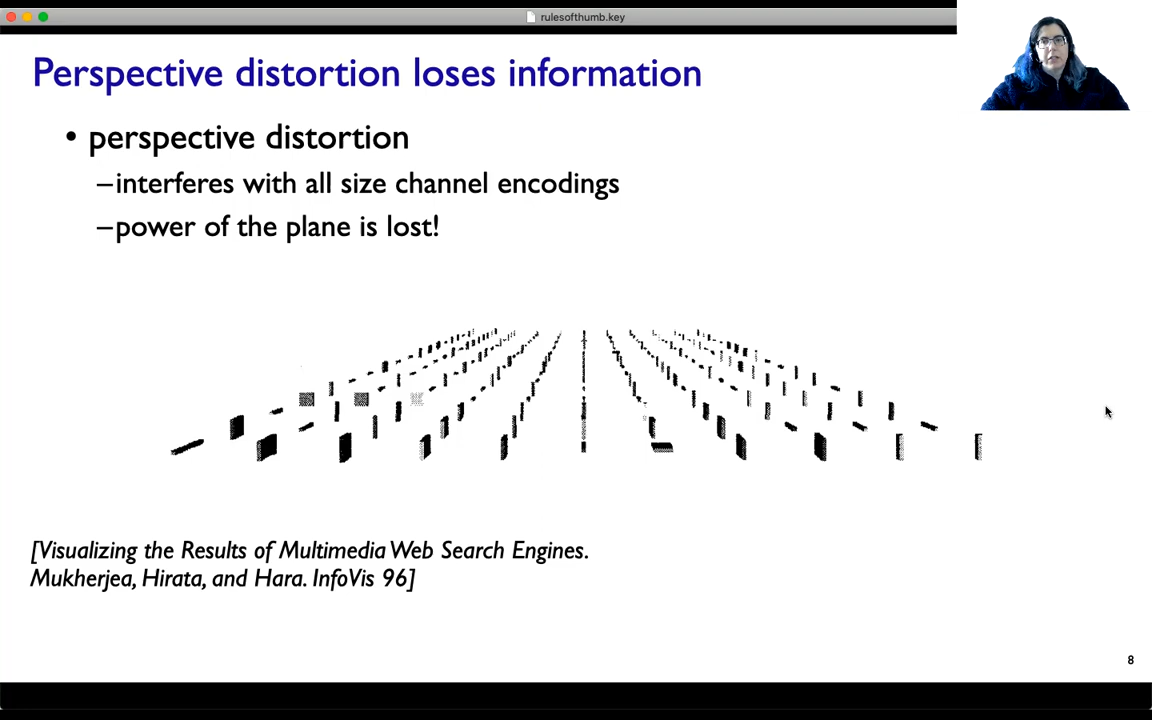 rulesofthumb.key
Perspective distortion loses information
• perspective distortion
–interferes with all size channel encodings
–power of the plane is lost!
[Visualizing the Results of Multimedia Web Search Engines.
Mukherjea, Hirata, and Hara. InfoVis 96]
8